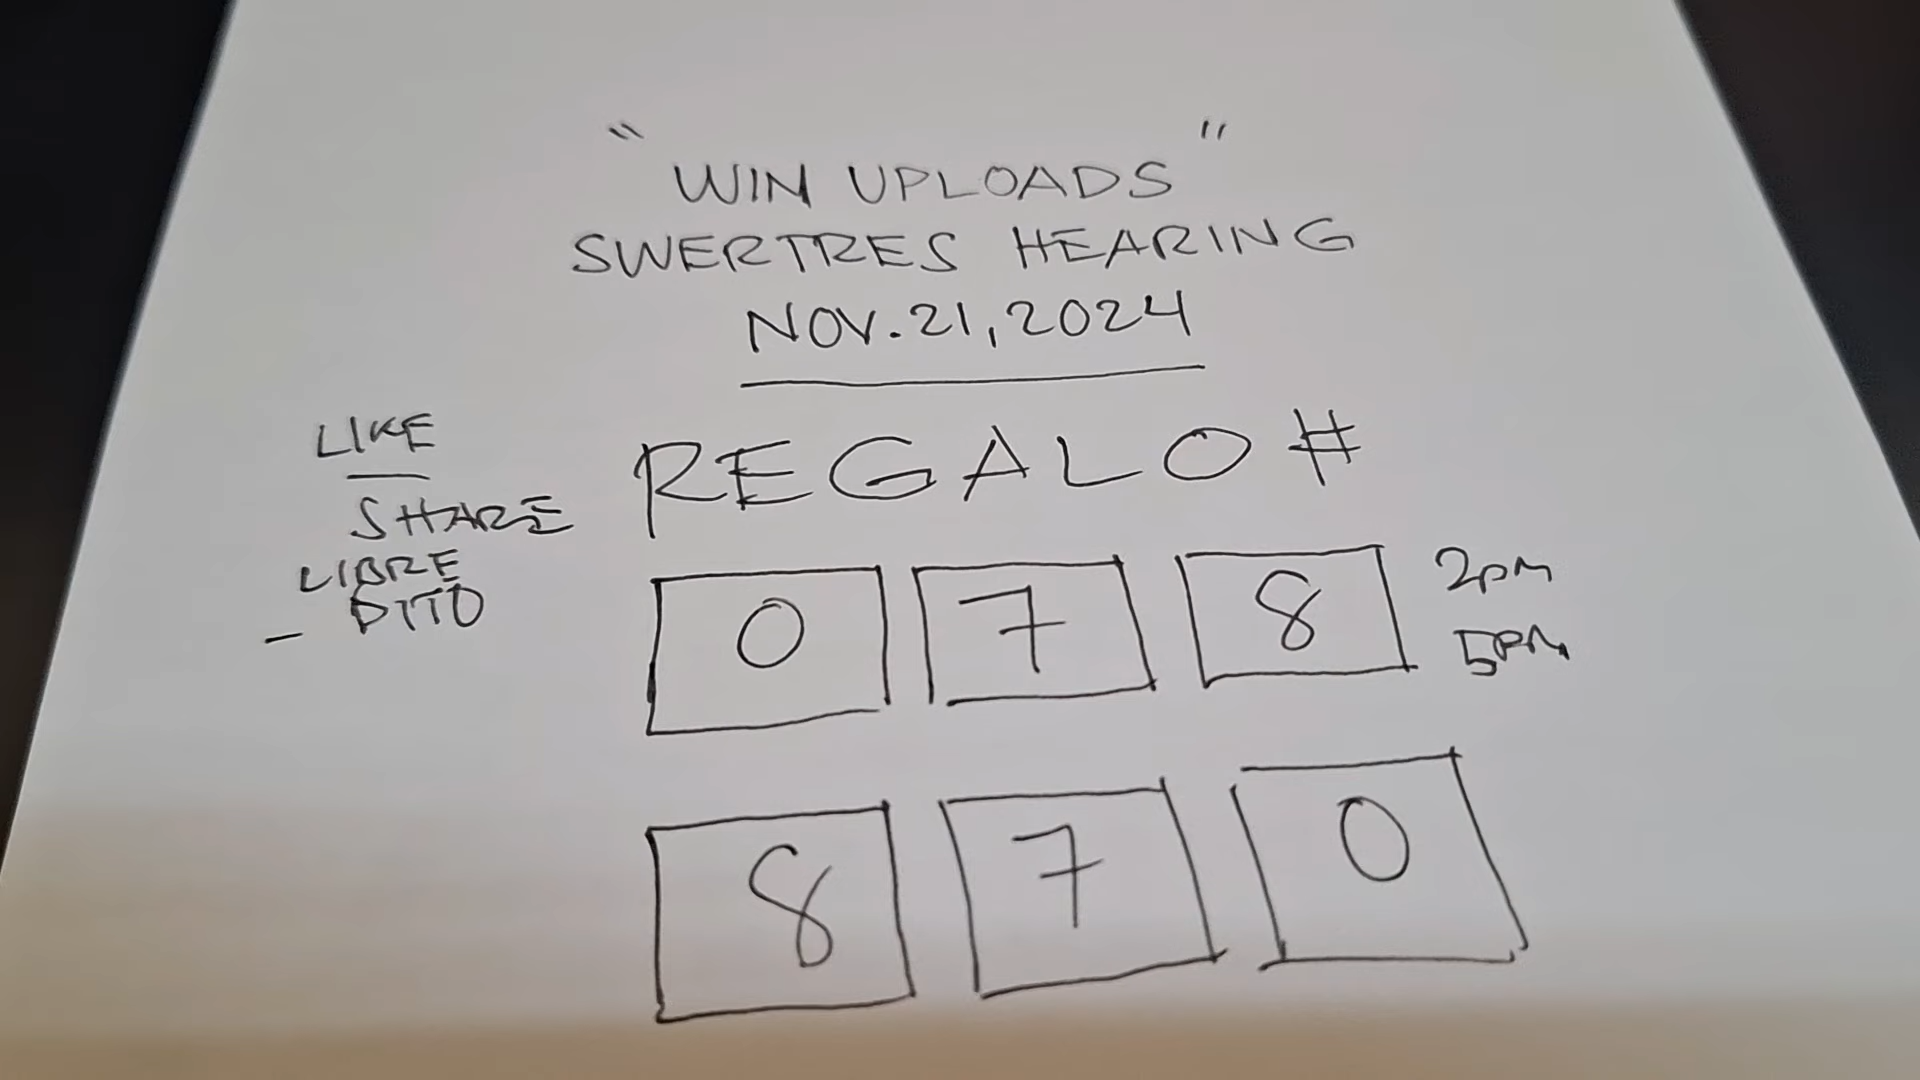 "WIN UPLOADS"
SWERTRES HEARING
NOV. 21, 2024
LIKE
SHARE
LIBRE
DITO
REGALO #
0 7 8 2pm
5pm
8 7 0